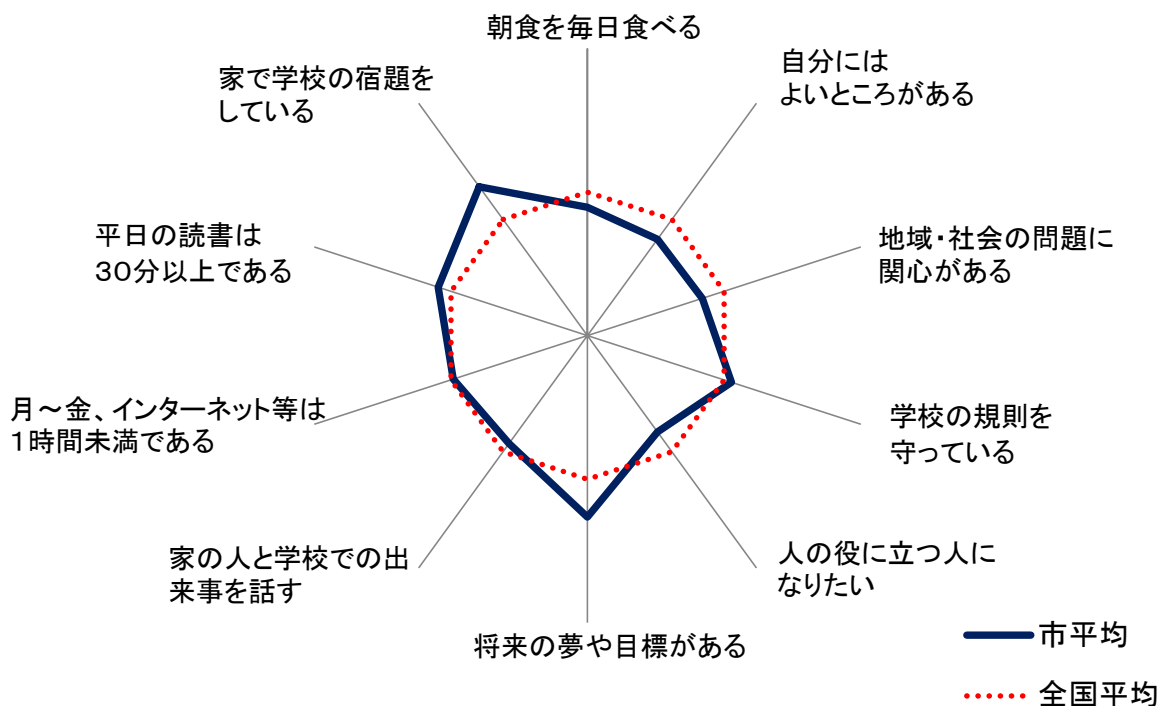 朝食を毎日食べる
自分には
よいところがある
地域・社会の問題に
関心がある
学校の規則を
守っている
人の役に立つ人に
なりたい
将来の夢や目標がある
家の人と学校での出
来事を話す
月～金、インターネット等は
1時間未満である
平日の読書は
30分以上である
家で学校の宿題を
している
市平均
全国平均